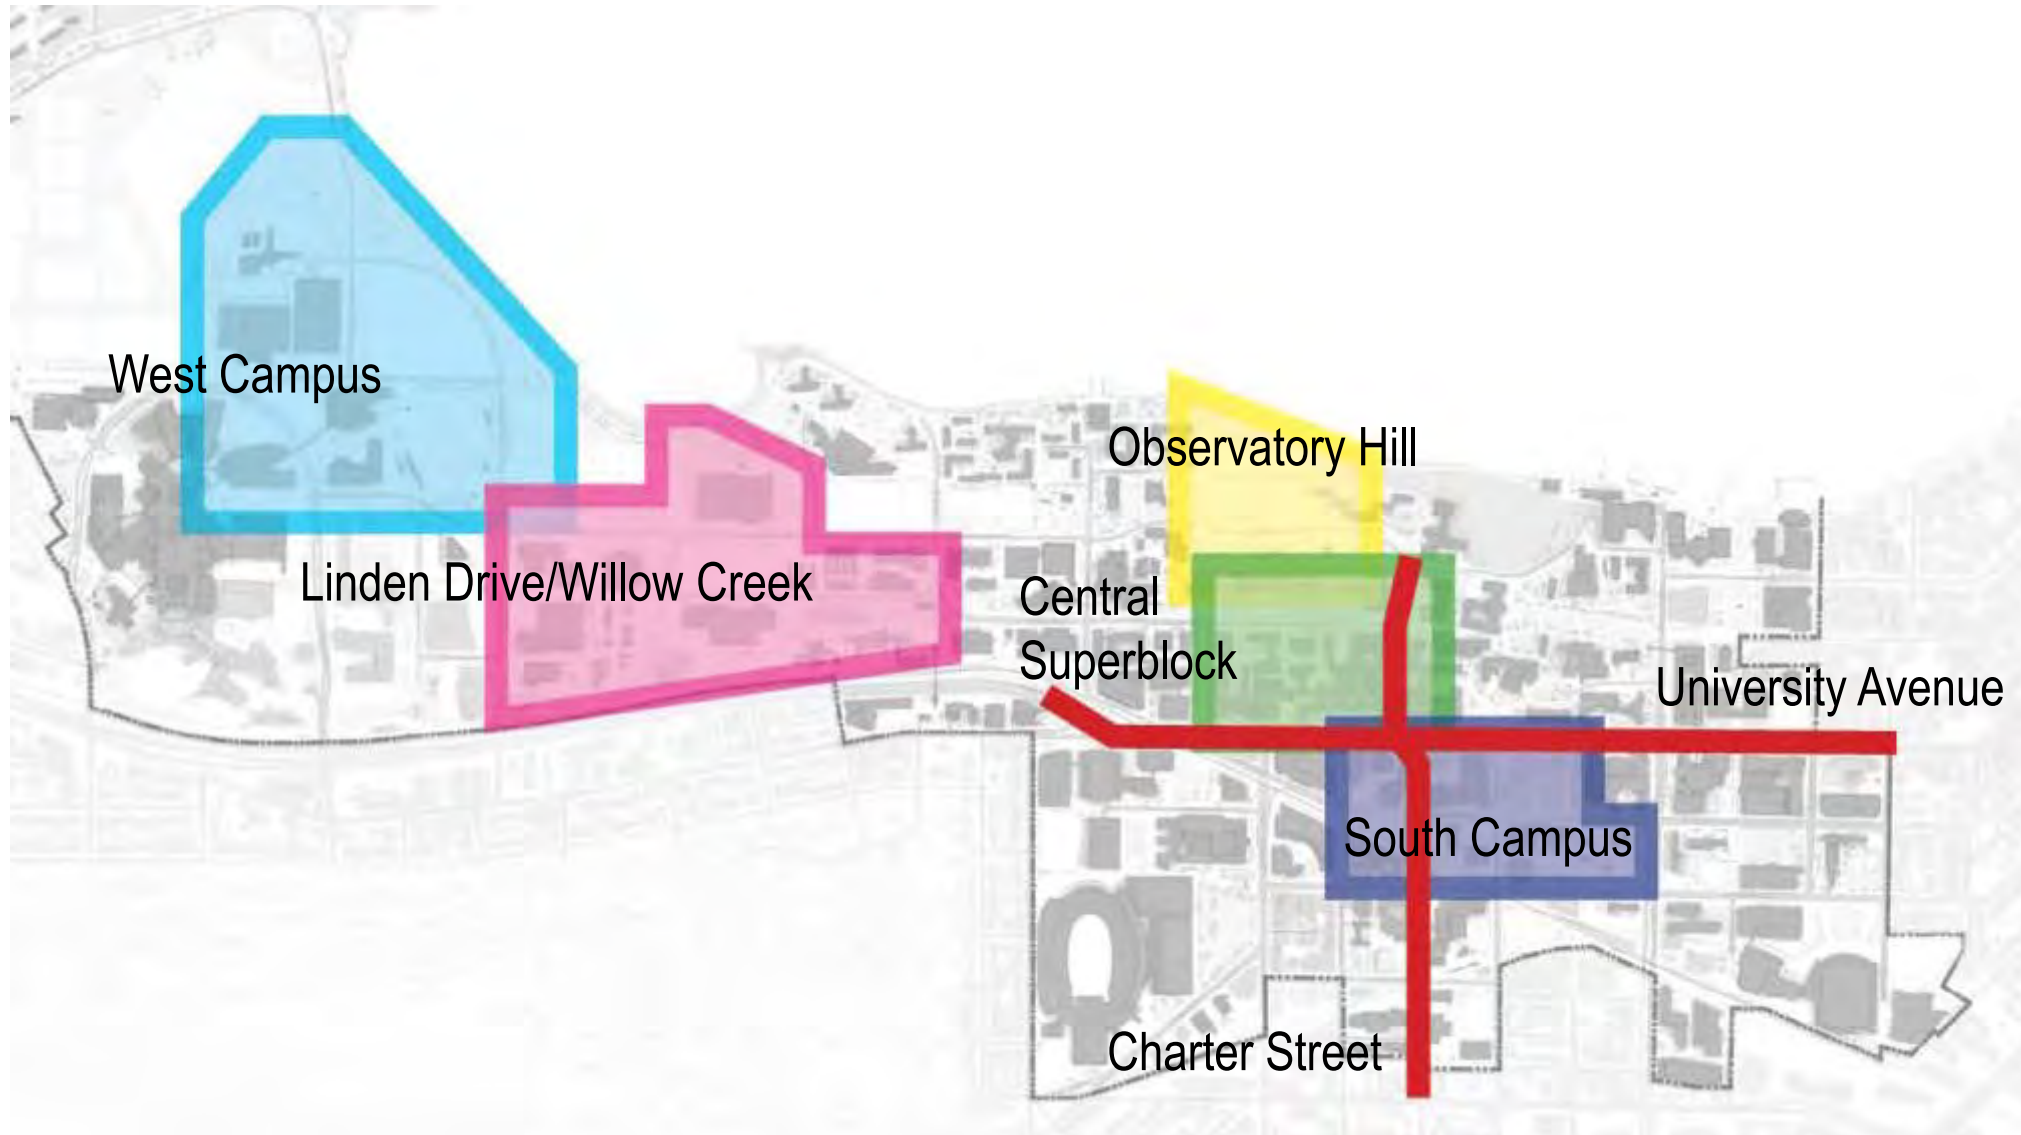 West Campus
Observatory Hill
Linden Drive/Willow Creek
Central
Superblock
University Avenue
South Campus
Charter Street